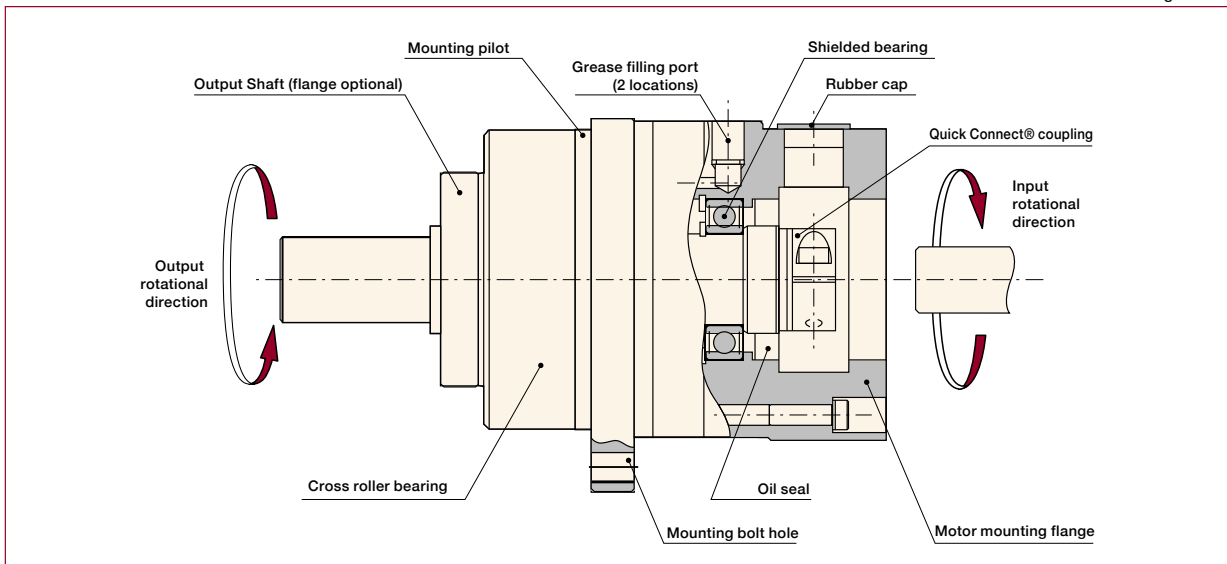 Mounting pilot
Shielded bearing
Grease filling port
(2 locations)
Output Shaft (flange optional)
Rubber cap
Quick Connect® coupling
Input
rotational
direction
Output
rotational
direction
Cross roller bearing
Oil seal
Mounting bolt hole
Motor mounting flange